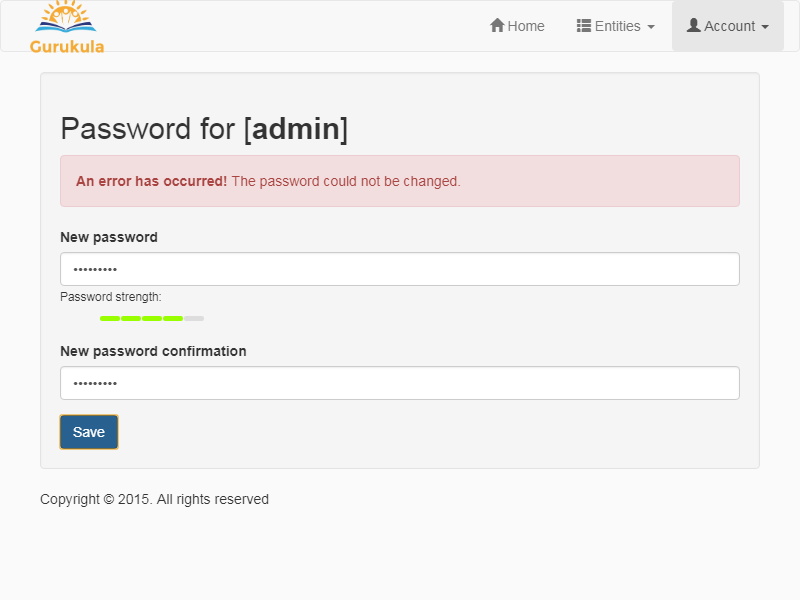 Gurukula
Home
Entities
Account
Password for [admin]
An error has occurred! The password could not be changed.
New password
•••••••••
Password strength:
New password confirmation
•••••••••
Save
Copyright © 2015. All rights reserved